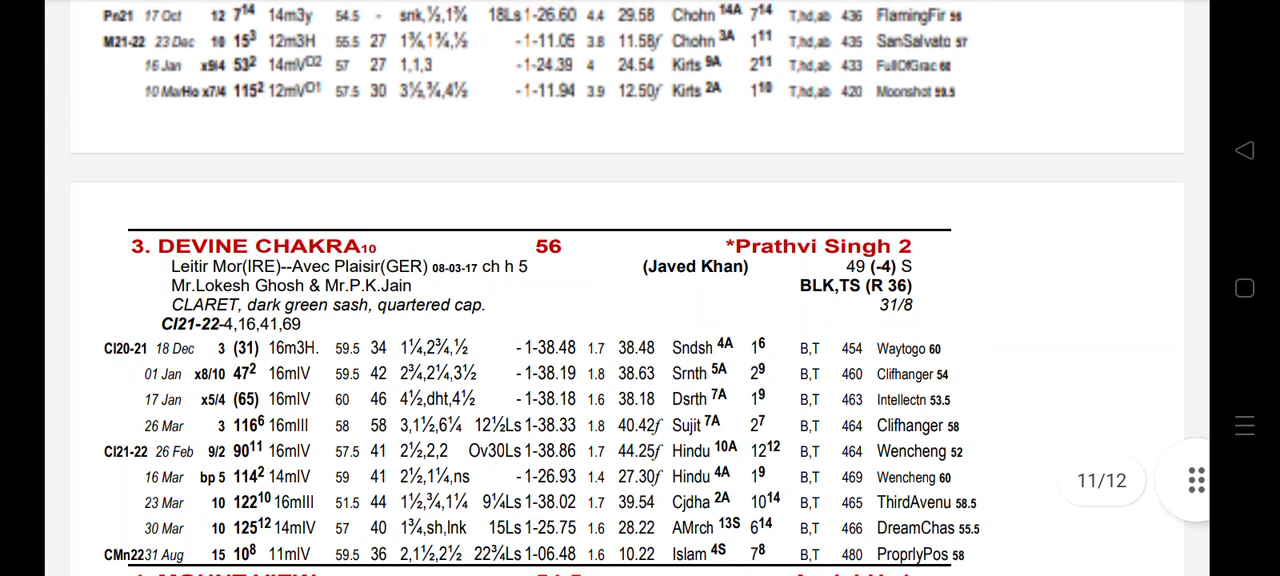 Pn21 17 Oct 12 7¹⁴ 14m3y 54.5 - snk,½,1¾ 18Ls 1-26.60 4.4 29.58 Chohn 14A 7¹⁴ T,hd,ab 436 FlamingFir 56
M21-22 23 Dec 10 15³ 12m3H 55.5 27 1¾,1¾,½ -1-11.05 3.8 11.58f Chohn 3A 1¹¹ T,hd,ab 435 SanSalvato 57
16 Jan x9/4 53² 14mVO2 57 27 1,1,3 -1-24.39 4 24.54 Kirts 9A 2¹¹ T,hd,ab 433 FullOfGrac 60
10 MarHo x7/4 115² 12mVO1 57.5 30 3½,¾,4½ -1-11.94 3.9 12.50f Kirts 2A 1¹⁰ T,hd,ab 420 Moonshot 59.5
3. DEVINE CHAKRA10 56 *Prathvi Singh 2
Leitir Mor(IRE)--Avec Plaisir(GER) 08-03-17 ch h 5 (Javed Khan) 49 (-4) S
Mr.Lokesh Ghosh & Mr.P.K.Jain BLK,TS (R 36)
CLARET, dark green sash, quartered cap. 31/8
Cl21-22-4,16,41,69
Cl20-21 18 Dec 3 (31) 16m3H. 59.5 34 1¼,2¾,½ - 1-38.48 1.7 38.48 Sndsh 4A 1⁶ B,T 454 Waytogo 60
01 Jan x8/10 47² 16mIV 59.5 42 2¾,2¼,3½ - 1-38.19 1.8 38.63 Srnth 5A 2⁹ B,T 460 Clifhanger 54
17 Jan x5/4 (65) 16mIV 60 46 4½,dht,4½ - 1-38.18 1.6 38.18 Dsrth 7A 1⁹ B,T 463 Intellectn 53.5
26 Mar 3 116⁶ 16mIII 58 58 3,1½,6¼ 12½Ls 1-38.33 1.8 40.42f Sujit 7A 2⁷ B,T 464 Clifhanger 58
Cl21-22 26 Feb 9/2 90¹¹ 16mIV 57.5 41 2½,2,2 Ov30Ls 1-38.86 1.7 44.25f Hindu 10A 12¹² B,T 464 Wencheng 52
16 Mar bp 5 114² 14mIV 59 41 2½,1¼,ns - 1-26.93 1.4 27.30f Hindu 4A 1⁹ B,T 469 Wencheng 60
23 Mar 10 122¹⁰ 16mIII 51.5 44 1½,¾,1¼ 9¼Ls 1-38.02 1.7 39.54 Cjdha 2A 10¹⁴ B,T 465 ThirdAvenu 58.5
30 Mar 10 125¹² 14mIV 57 40 1¾,sh,lnk 15Ls 1-25.75 1.6 28.22 AMrch 13S 6¹⁴ B,T 466 DreamChas 55.5
CMn22 31 Aug 15 10⁸ 11mIV 59.5 36 2,1½,2½ 22¾Ls 1-06.48 1.6 10.22 Islam 4S 7⁸ B,T 480 ProprlyPos 58
11/12